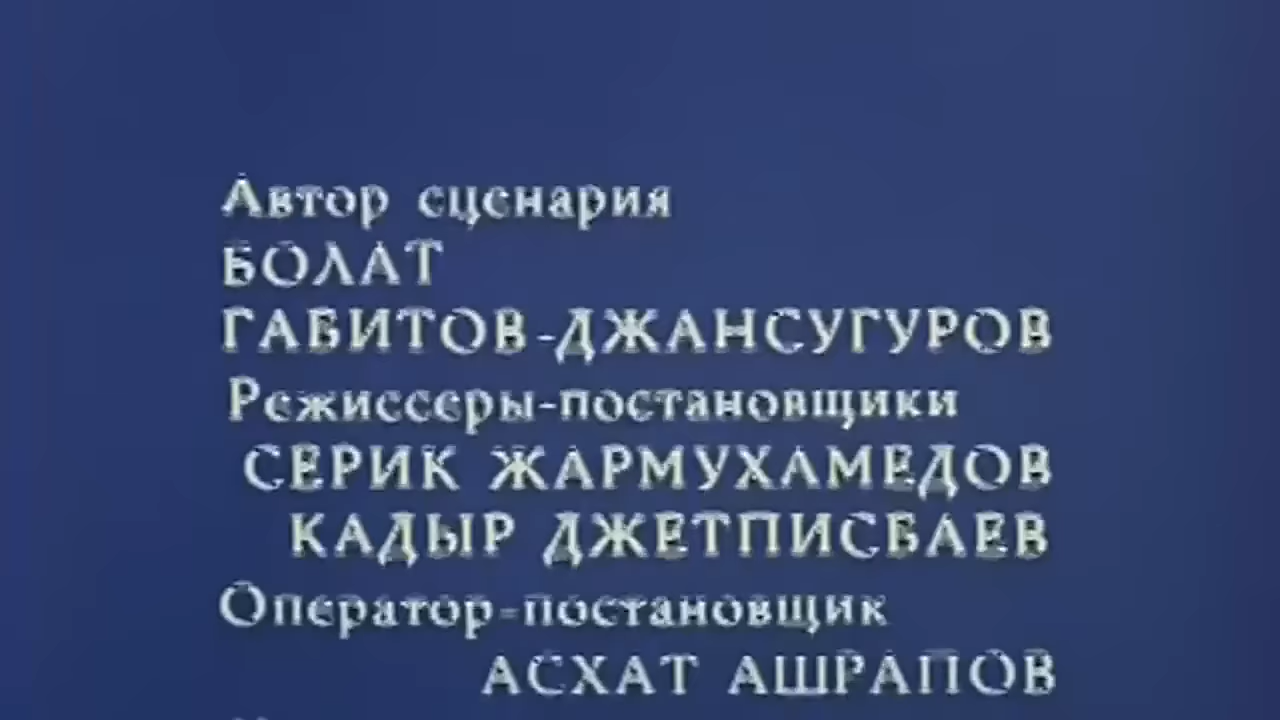 Автор сценария
БОЛАТ
ГАБИТОВ-ДЖАНСУГУРОВ
Режиссеры-постановщики
СЕРИК ЖАРМУХАМЕДОВ
КАДЫР ДЖЕТПИСБАЕВ
Оператор-постановщик
АСХАТ АШРАПОВ